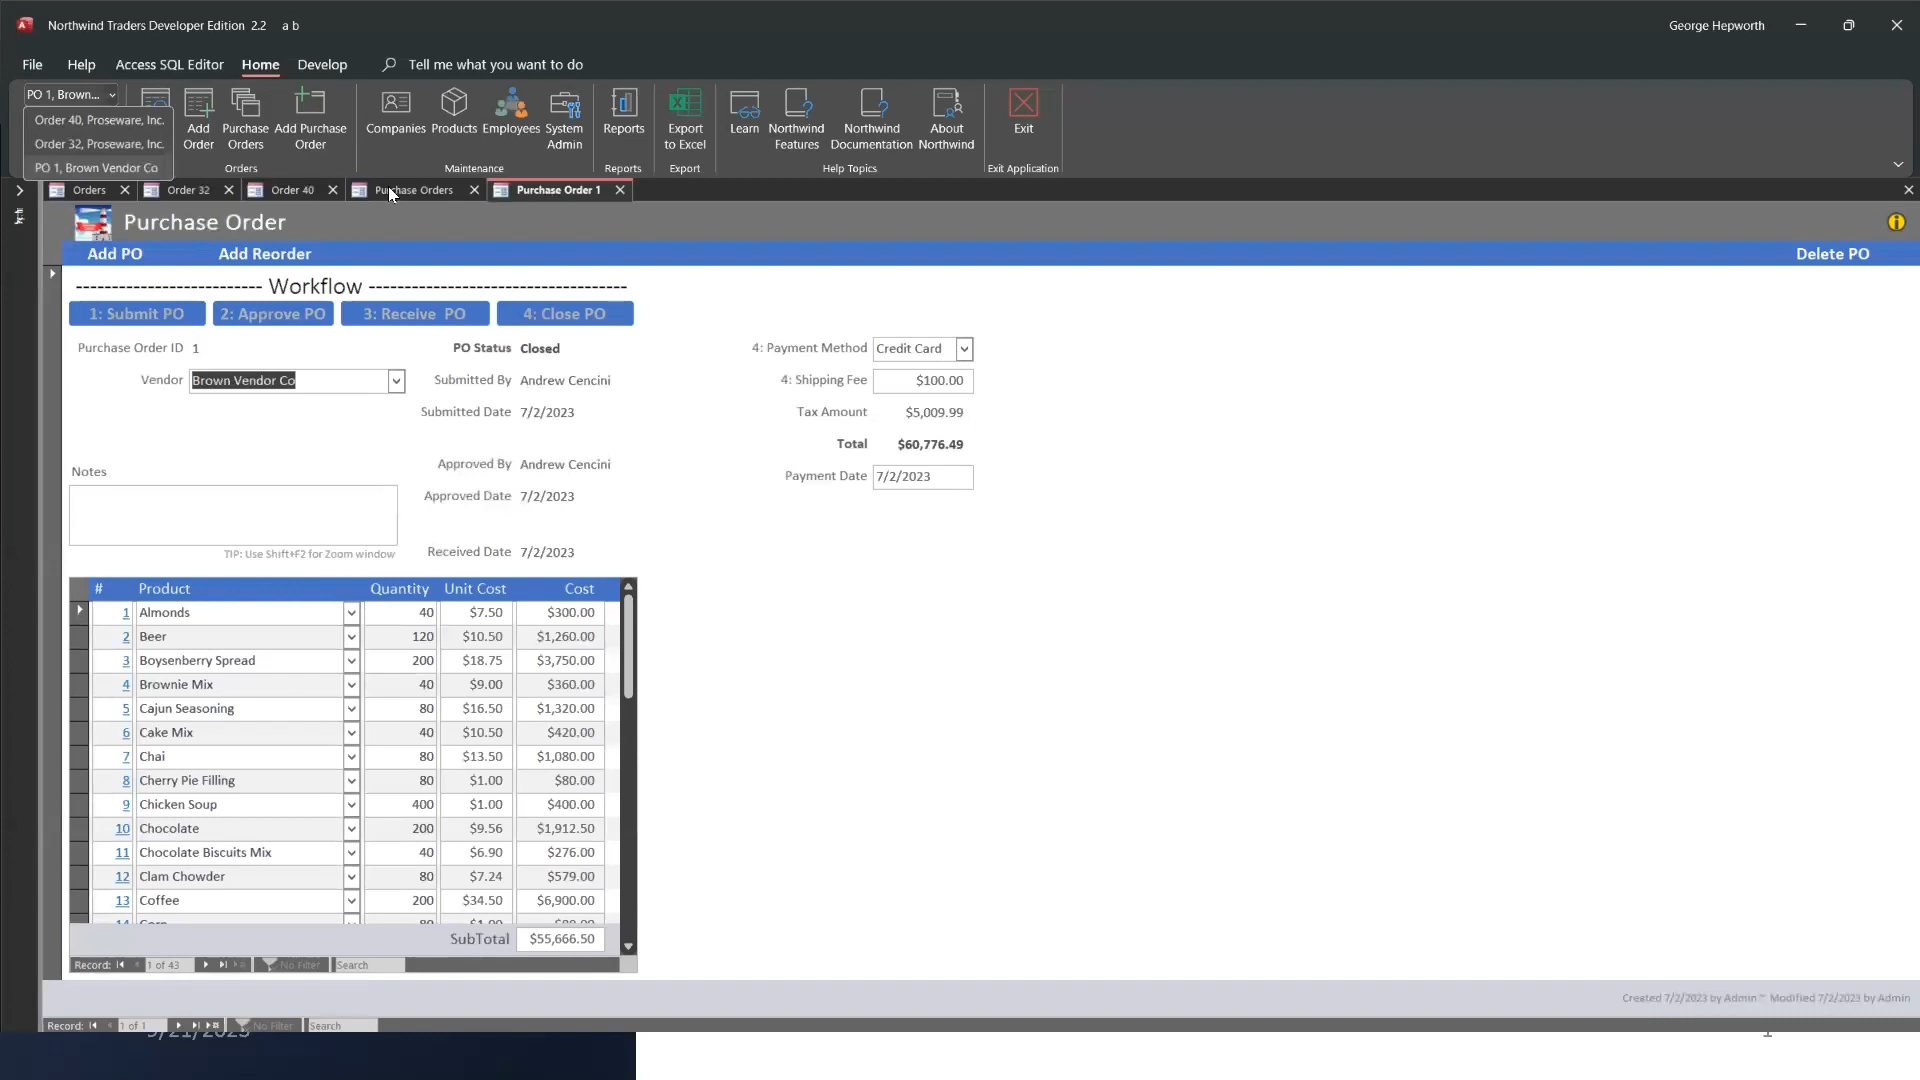 Northwind Traders Developer Edition 2.2 a b
George Hepworth
File Help Access SQL Editor Home Develop Tell me what you want to do
PO 1, Brown...
Order 40, Proseware, Inc.
Order 32, Proseware, Inc.
PO 1, Brown Vendor Co
Add Order
Purchase Orders
Add Purchase Order
Orders
Companies
Products
Employees
System Admin
Maintenance
Reports
Reports
Export to Excel
Export
Learn
Northwind Features
Northwind Documentation
About Northwind
Help Topics
Exit
Exit Application
Orders Order 32 Order 40 Purchase Orders Purchase Order 1
Purchase Order
Add PO Add Reorder Delete PO
------------------------- Workflow -----------------------------------
1: Submit PO 2: Approve PO 3: Receive PO 4: Close PO
Purchase Order ID 1
PO Status Closed
4: Payment Method Credit Card
Vendor Brown Vendor Co
Submitted By Andrew Cencini
4: Shipping Fee $100.00
Submitted Date 7/2/2023
Tax Amount $5,009.99
Total $60,776.49
Approved By Andrew Cencini
Notes
Payment Date 7/2/2023
Approved Date 7/2/2023
TIP: Use Shift+F2 for Zoom window
Received Date 7/2/2023
# Product Quantity Unit Cost Cost
1 Almonds 40 $7.50 $300.00
2 Beer 120 $10.50 $1,260.00
3 Boysenberry Spread 200 $18.75 $3,750.00
4 Brownie Mix 40 $9.00 $360.00
5 Cajun Seasoning 80 $16.50 $1,320.00
6 Cake Mix 40 $10.50 $420.00
7 Chai 80 $13.50 $1,080.00
8 Cherry Pie Filling 80 $1.00 $80.00
9 Chicken Soup 400 $1.00 $400.00
10 Chocolate 200 $9.56 $1,912.50
11 Chocolate Biscuits Mix 40 $6.90 $276.00
12 Clam Chowder 80 $7.24 $579.00
13 Coffee 200 $34.50 $6,900.00
14 Corn 80 $1.00 $80.00
SubTotal $55,666.50
Record: 1 of 43 No Filter Search
Created 7/2/2023 by Admin ~ Modified 7/2/2023 by Admin
Record: 1 of 1 No Filter Search
9/21/2023